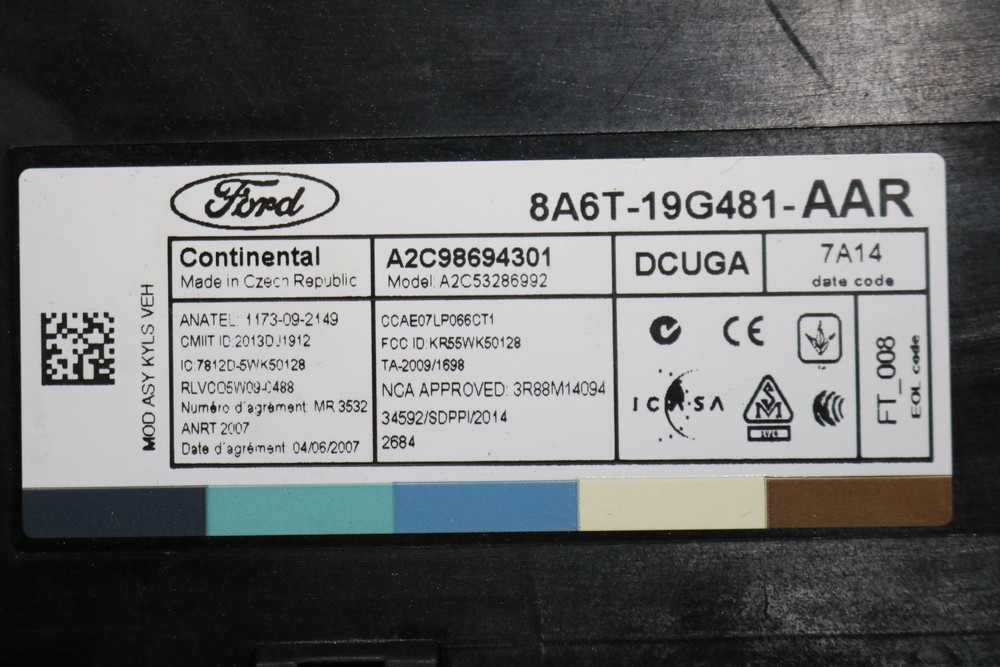 Ford
8A6T-19G481-AAR
MOD ASY KYLS VEH
Continental
Made in Czech Republic
A2C98694301
Model: A2C53286992
DCUGA
7A14
date code
ANATEL: 1173-09-2149
CMIIT ID:2013DJ1912
IC:7812D-5WK50128
RLVCO5W09-0488
Numéro d'agrément: MR 3532
ANRT 2007
Date d'agrément: 04/06/2007
CCAE07LP066CT1
FCC ID:KR55WK50128
TA-2009/1698
NCA APPROVED: 3R88M14094
34592/SDPPI/2014
2684
CE
ICASA
SM
FT_008
EOL code